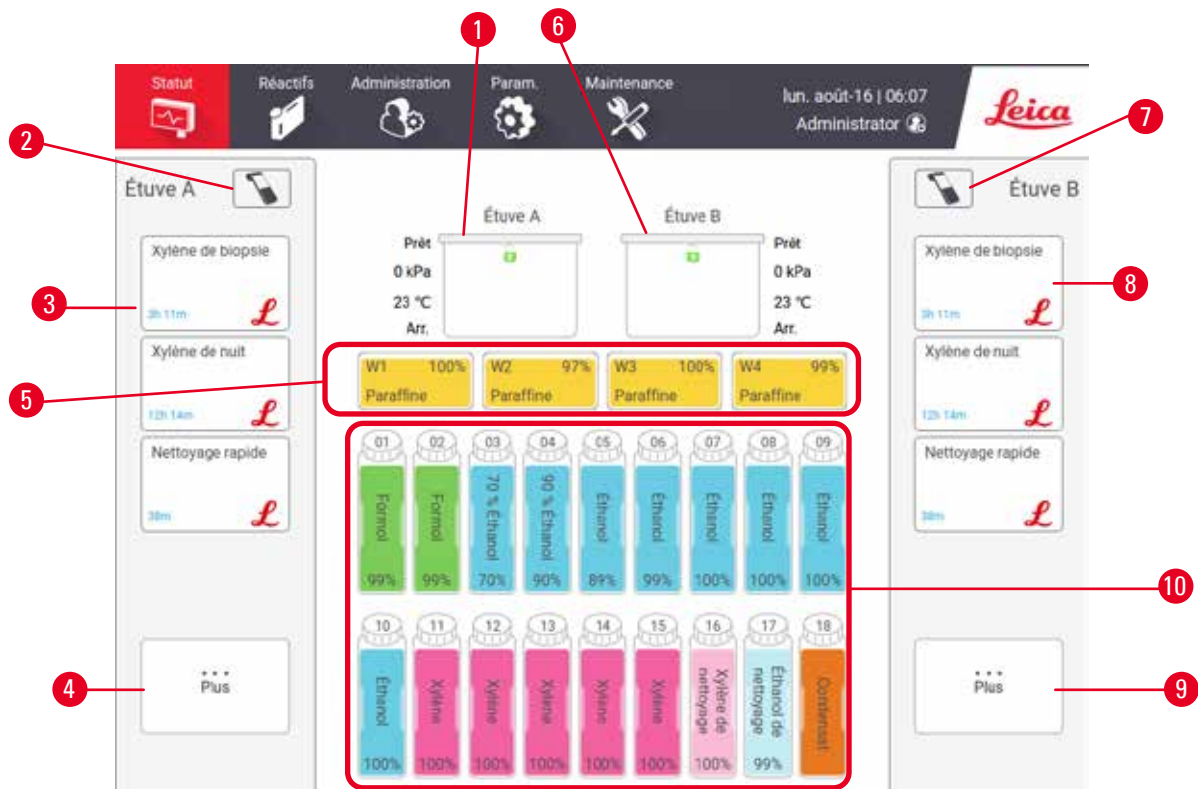 1
6
Statut
Réactifs
Administration
Param.
Maintenance
lun. août-16 | 06:07
Administrator
Leica
2
7
Étuve A
Étuve B
Étuve A
Étuve B
Prêt
0 kPa
23 °C
Arr.
Prêt
0 kPa
23 °C
Arr.
3
Xylène de biopsie
3h 11m
Xylène de nuit
12h 14m
Nettoyage rapide
38m
8
Xylène de biopsie
3h 11m
Xylène de nuit
12h 14m
Nettoyage rapide
38m
5
W1 100%
Paraffine
W2 97%
Paraffine
W3 100%
Paraffine
W4 99%
Paraffine
01 02 03 04 05 06 07 08 09
Formol
Formol
70 % Éthanol
90 % Éthanol
Éthanol
Éthanol
Éthanol
Éthanol
Éthanol
99% 99% 70% 90% 89% 99% 100% 100% 100%
10
10 11 12 13 14 15 16 17 18
Éthanol
Xylène
Xylène
Xylène
Xylène
Xylène
Xylène de
nettoyage
Éthanol de
nettoyage
Condensat
100% 100% 100% 100% 100% 100% 100% 99%
4
...
Plus
9
...
Plus